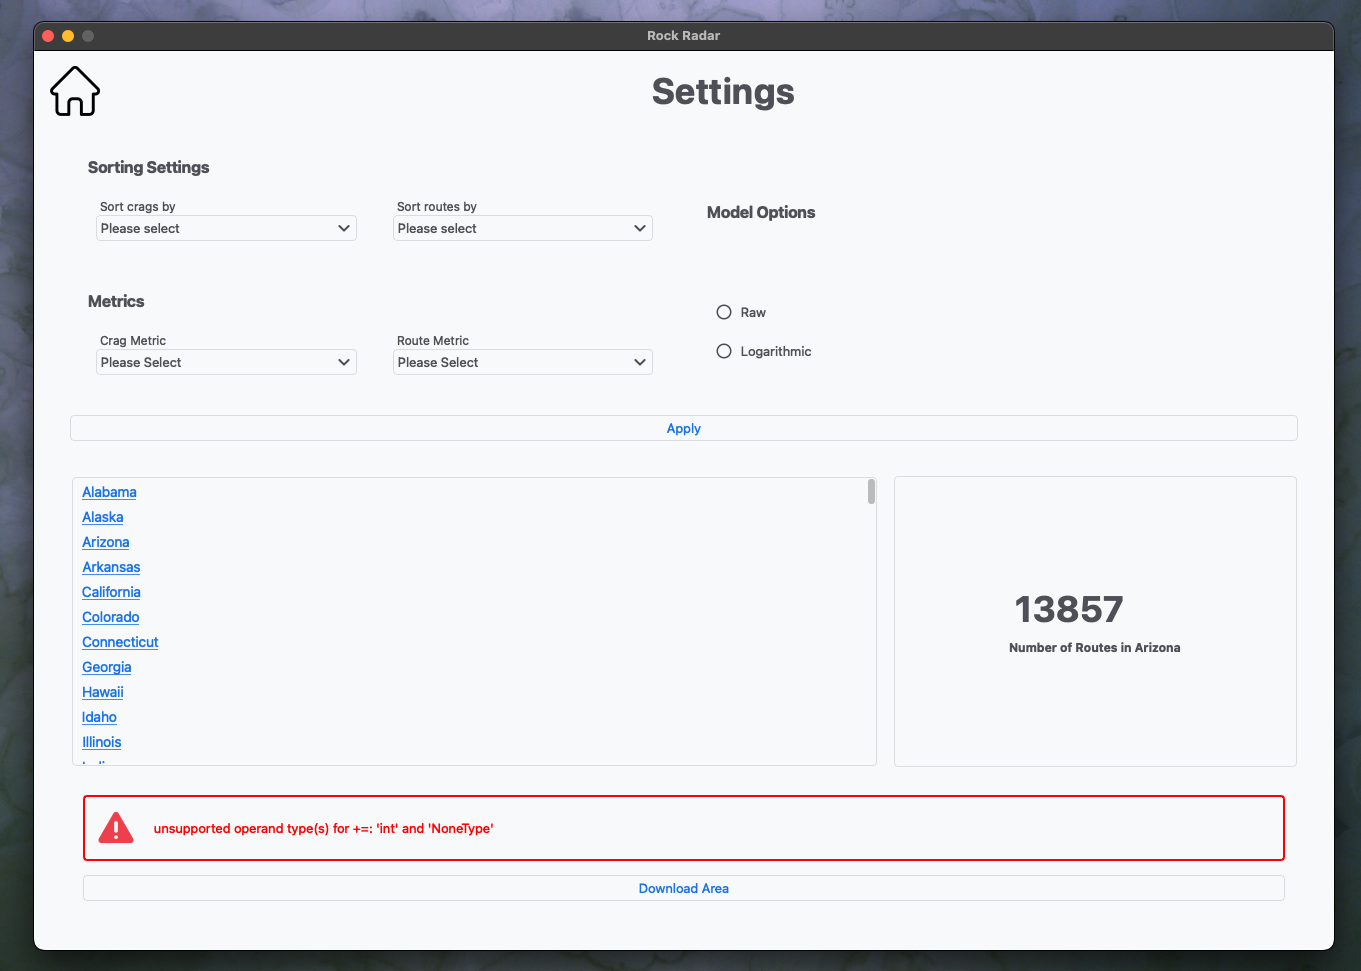 Rock Radar
Settings
Sorting Settings
Sort crags by
Please select
Sort routes by
Please select
Model Options
Metrics
Crag Metric
Please Select
Route Metric
Please Select
Raw
Logarithmic
Apply
Alabama
Alaska
Arizona
Arkansas
California
Colorado
Connecticut
Georgia
Hawaii
Idaho
Illinois
13857
Number of Routes in Arizona
unsupported operand type(s) for +=: 'int' and 'NoneType'
Download Area